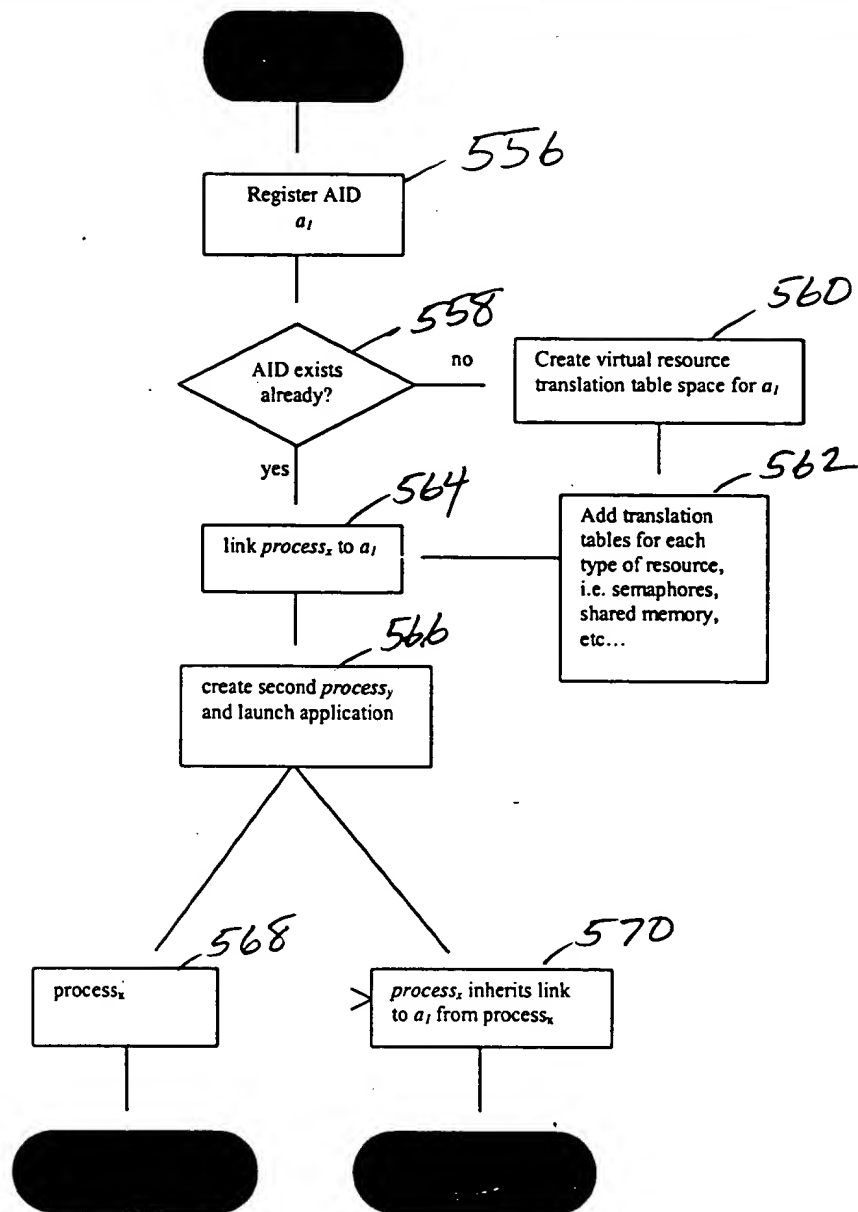 556
Register AID
a1
558
AID exists
already?
no
yes
560
Create virtual resource
translation table space for a1
562
Add translation
tables for each
type of resource,
i.e. semaphores,
shared memory,
etc...
564
link processx to a1
566
create second processy
and launch application
568
processx
570
processx inherits link
to a1 from processx